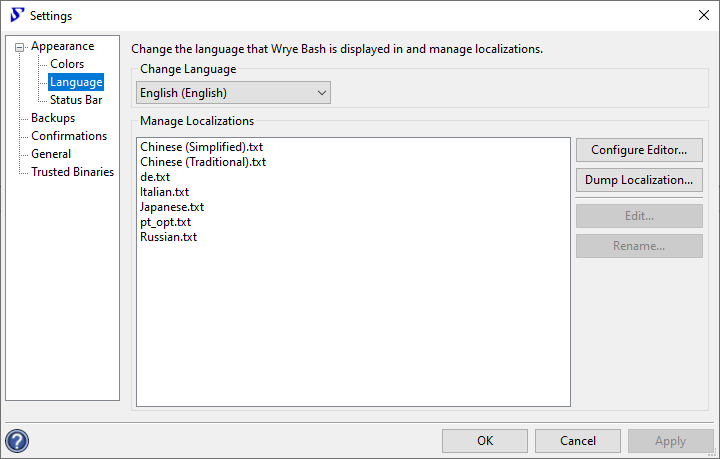 Settings
Appearance
Colors
Language
Status Bar
Backups
Confirmations
General
Trusted Binaries
Change the language that Wrye Bash is displayed in and manage localizations.
Change Language
English (English)
Manage Localizations
Chinese (Simplified).txt
Chinese (Traditional).txt
de.txt
Italian.txt
Japanese.txt
pt_opt.txt
Russian.txt
Configure Editor...
Dump Localization...
Edit...
Rename...
?
OK
Cancel
Apply